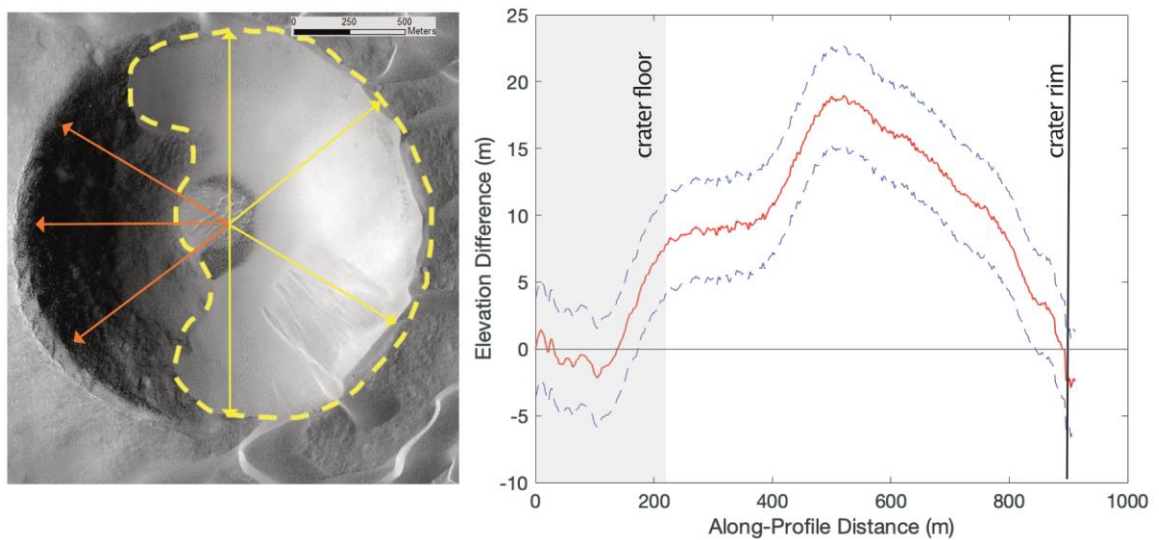 0 250 500
Meters
25
20
15
10
5
0
-5
-10
Elevation Difference (m)
crater floor
crater rim
0 200 400 600 800 1000
Along-Profile Distance (m)